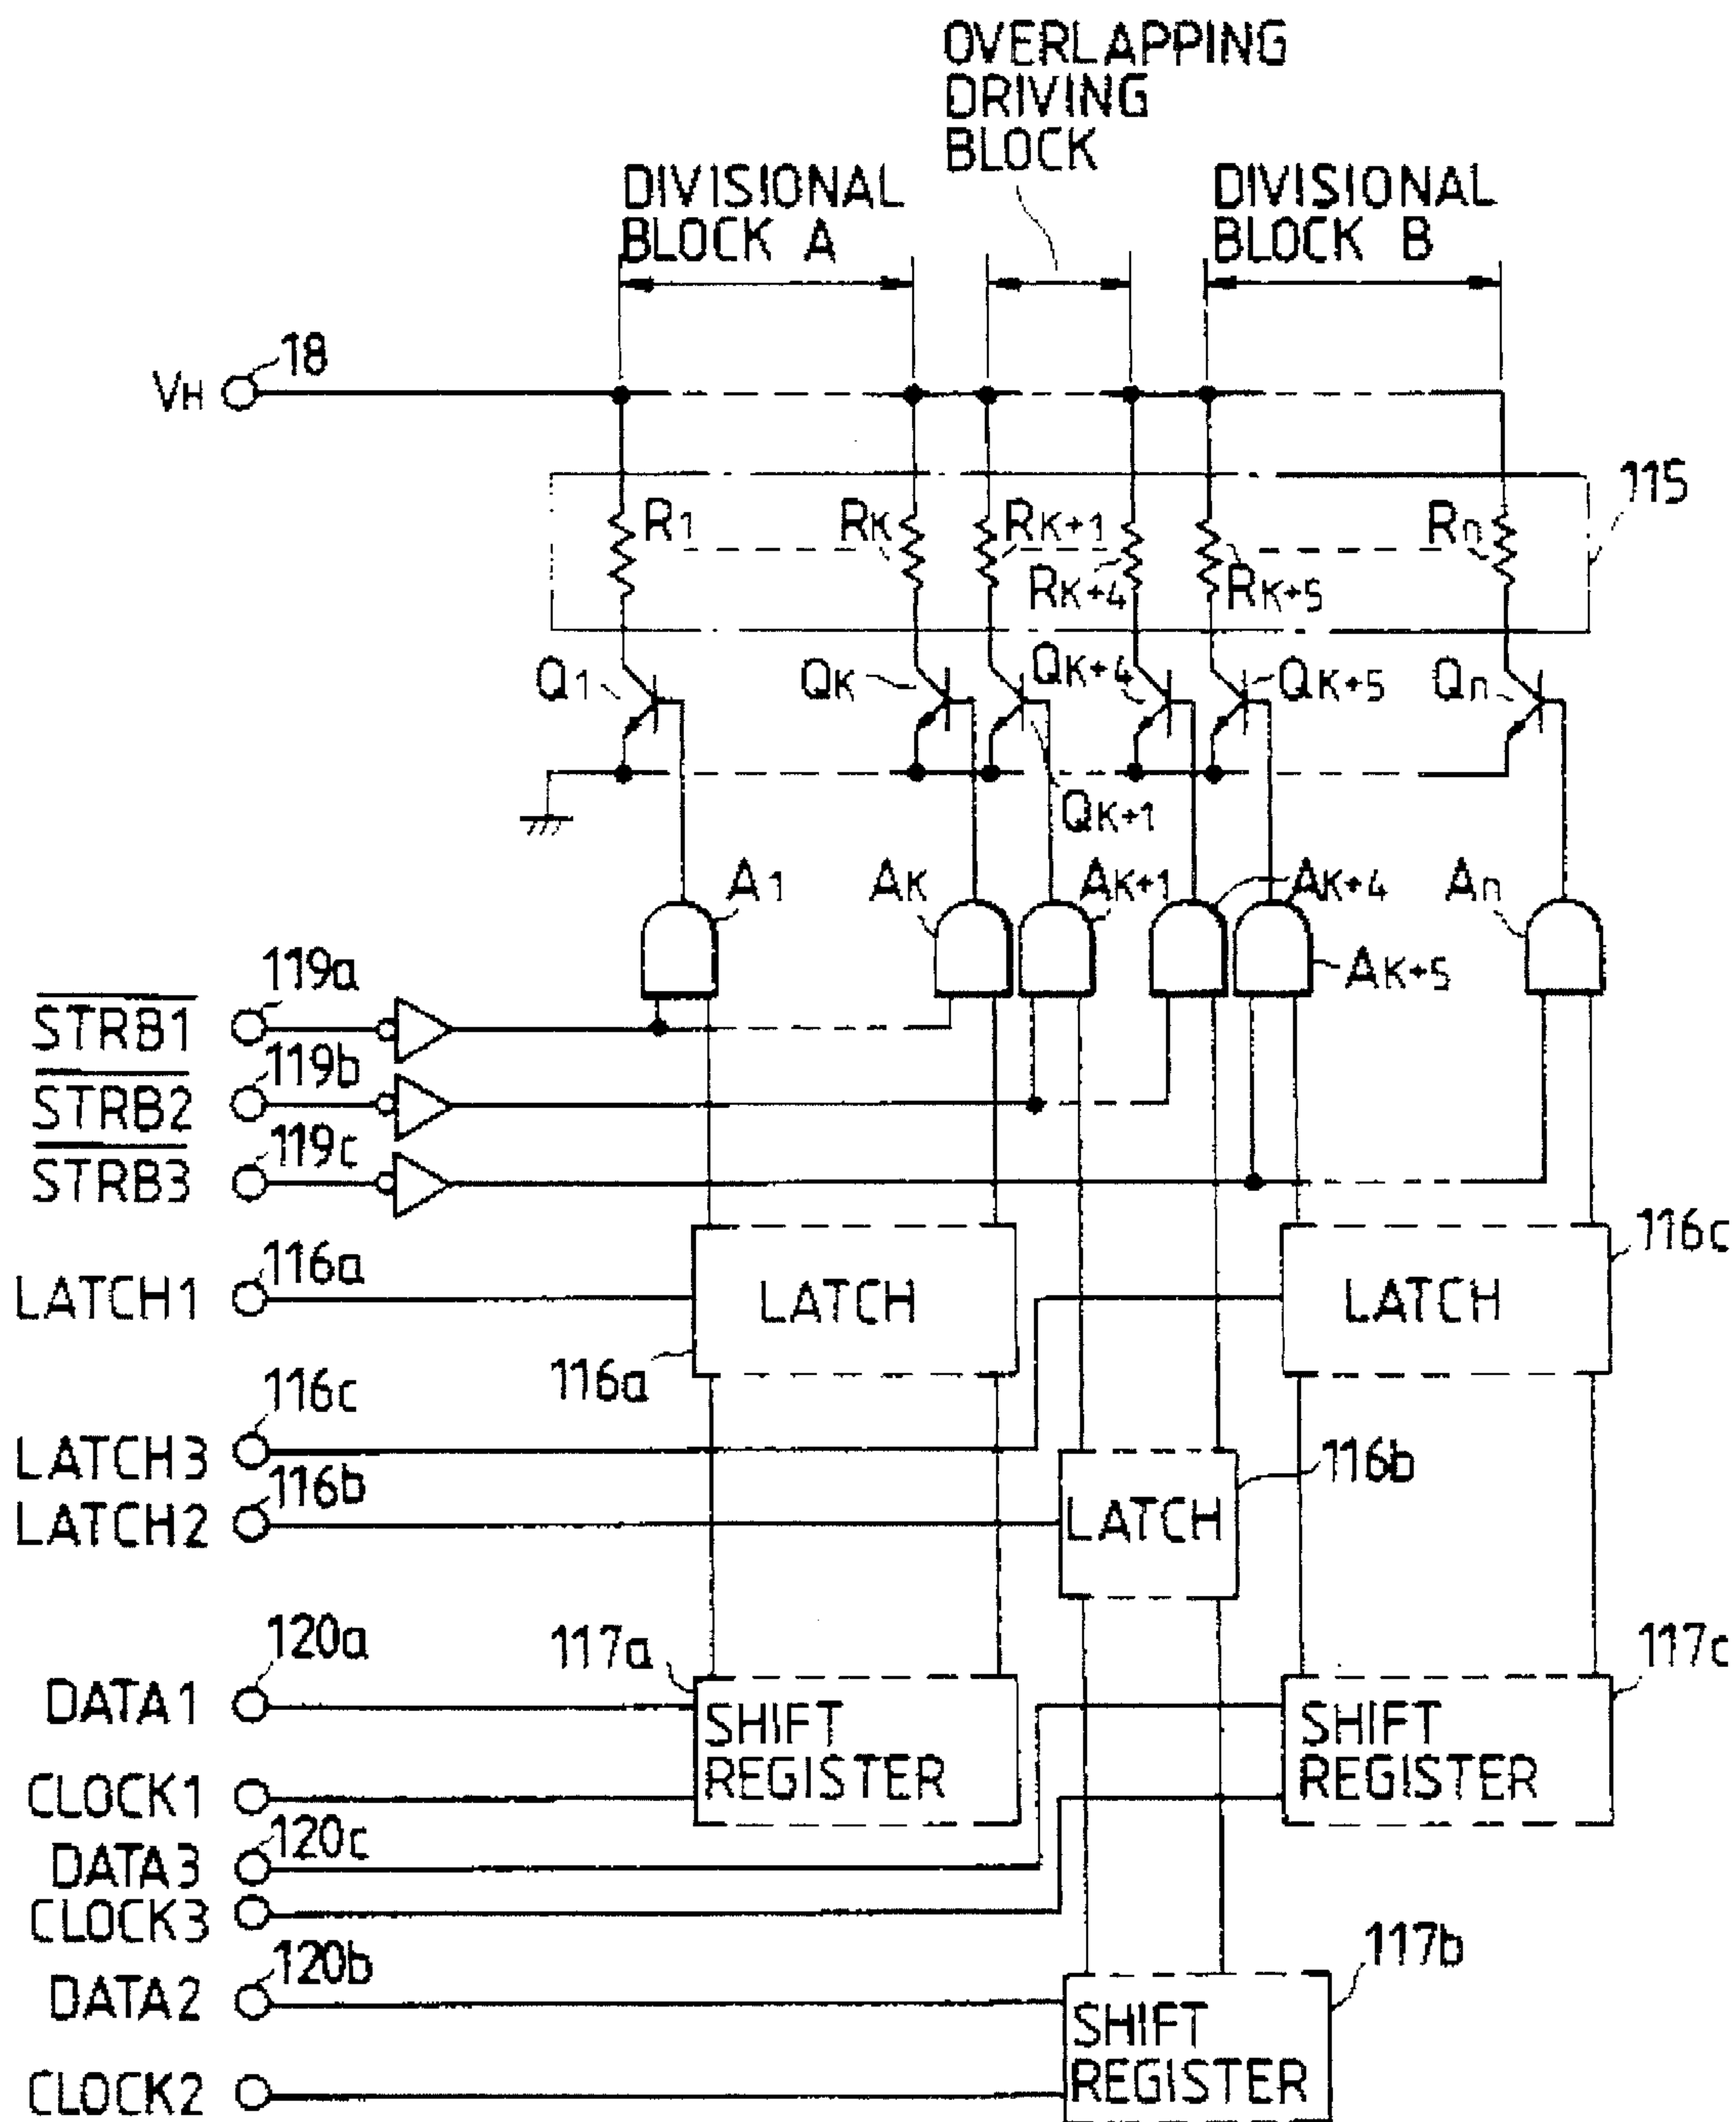 OVERLAPPING
DRIVING
BLOCK
DIVISIONAL
BLOCK A
DIVISIONAL
BLOCK B
18
VH
115
R1
RK
RK+1
RK+4
RK+5
Rn
Q1
QK
QK+4
QK+5
Qn
QK+1
A1
AK
AK+1
AK+4
An
AK+5
119a
STRB1
119b
STRB2
119c
STRB3
116a
LATCH1
LATCH
116a
LATCH
116c
116c
LATCH3
116b
LATCH2
LATCH
116b
120a
DATA1
117a
SHIFT
REGISTER
117c
SHIFT
REGISTER
CLOCK1
120c
DATA3
CLOCK3
120b
DATA2
117b
SHIFT
REGISTER
CLOCK2